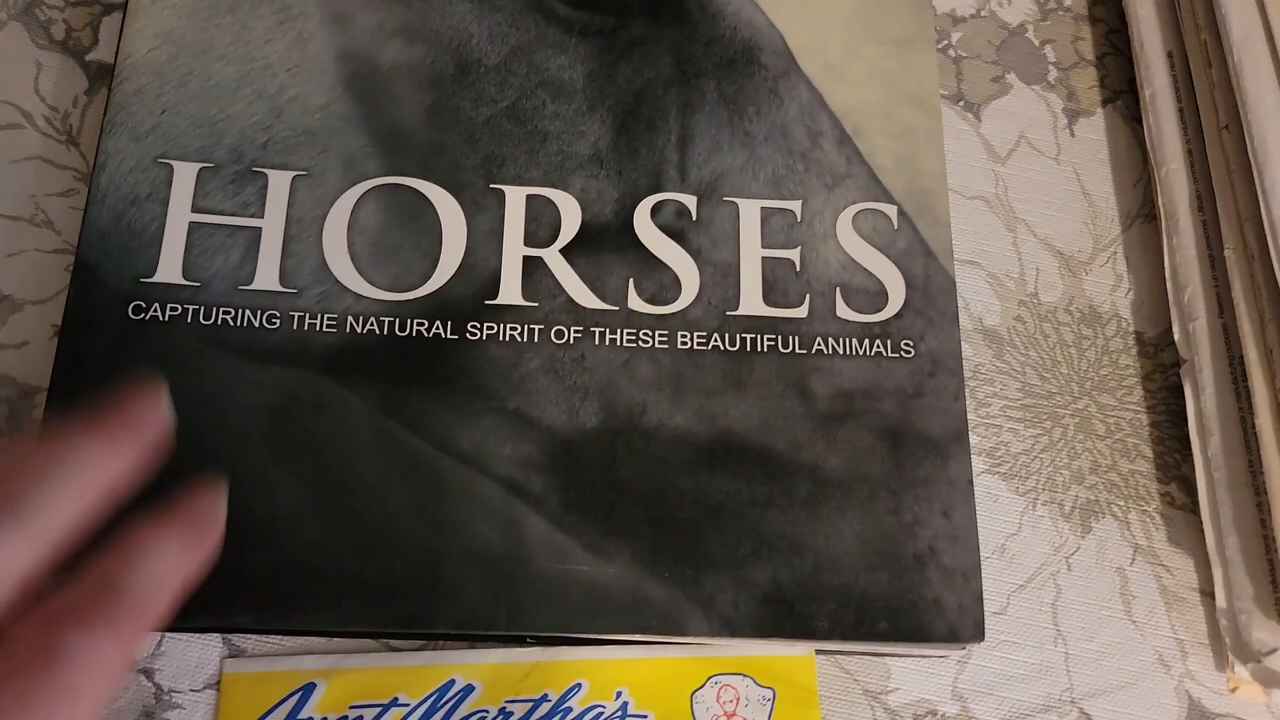 HORSES
CAPTURING THE NATURAL SPIRIT OF THESE BEAUTIFUL ANIMALS
Aunt Martha's